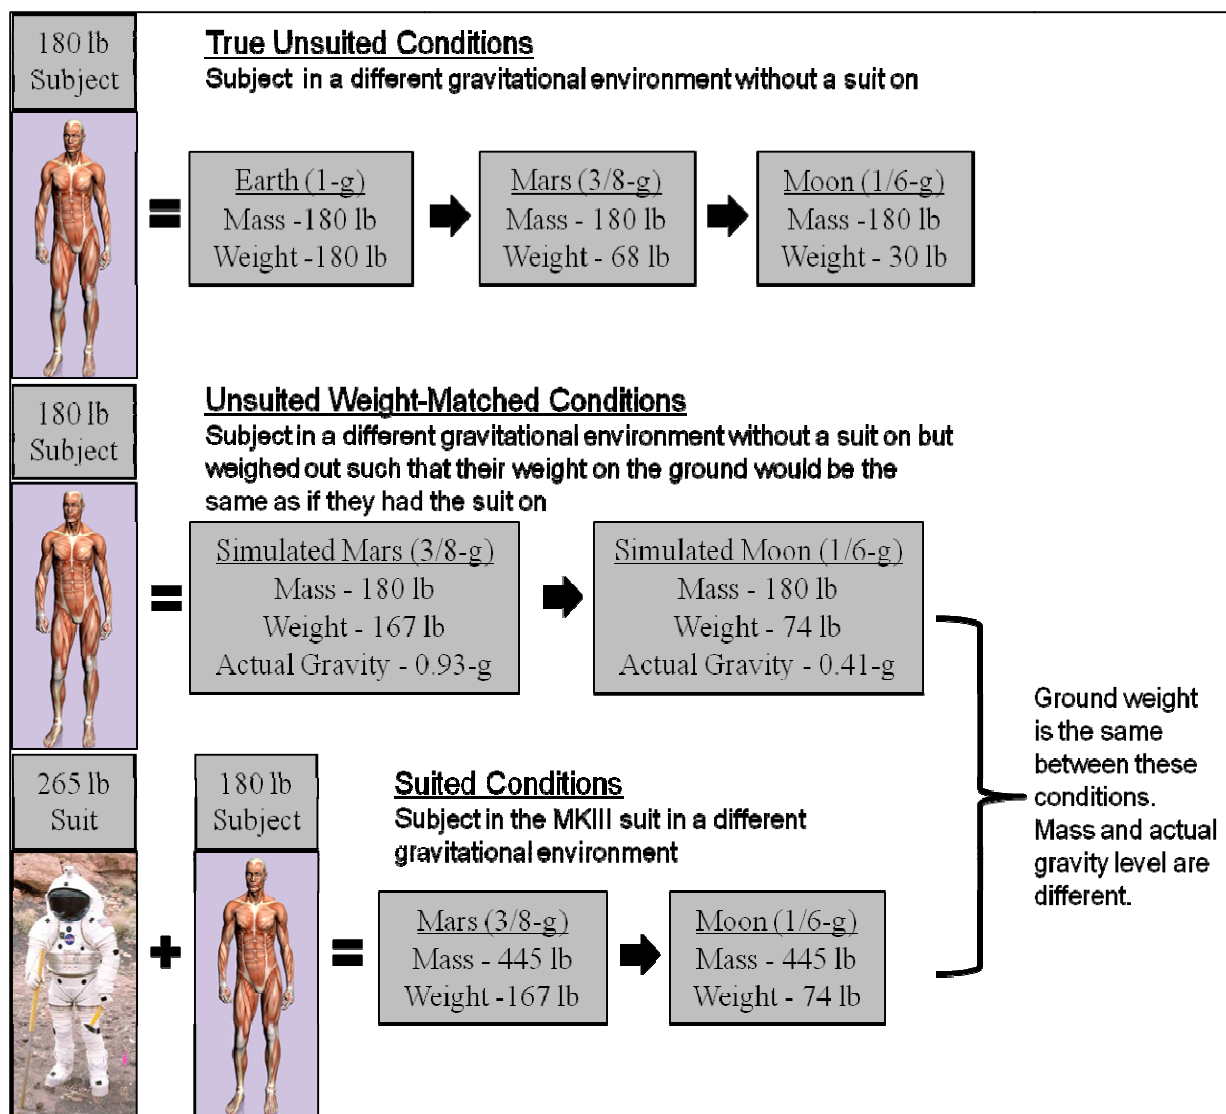 180 lb
Subject
True Unsuited Conditions
Subject in a different gravitational environment without a suit on
Earth (1-g)
Mass -180 lb
Weight -180 lb
Mars (3/8-g)
Mass - 180 lb
Weight - 68 lb
Moon (1/6-g)
Mass -180 lb
Weight - 30 lb
180 lb
Subject
Unsuited Weight-Matched Conditions
Subject in a different gravitational environment without a suit on but
weighed out such that their weight on the ground would be the
same as if they had the suit on
Simulated Mars (3/8-g)
Mass - 180 lb
Weight - 167 lb
Actual Gravity - 0.93-g
Simulated Moon (1/6-g)
Mass - 180 lb
Weight - 74 lb
Actual Gravity - 0.41-g
265 lb
Suit
180 lb
Subject
Suited Conditions
Subject in the MKIII suit in a different
gravitational environment
Mars (3/8-g)
Mass - 445 lb
Weight -167 lb
Moon (1/6-g)
Mass - 445 lb
Weight - 74 lb
Ground weight
is the same
between these
conditions.
Mass and actual
gravity level are
different.